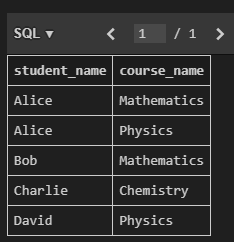 SQL ▼ < 1 / 1 >
student_name course_name
Alice Mathematics
Alice Physics
Bob Mathematics
Charlie Chemistry
David Physics